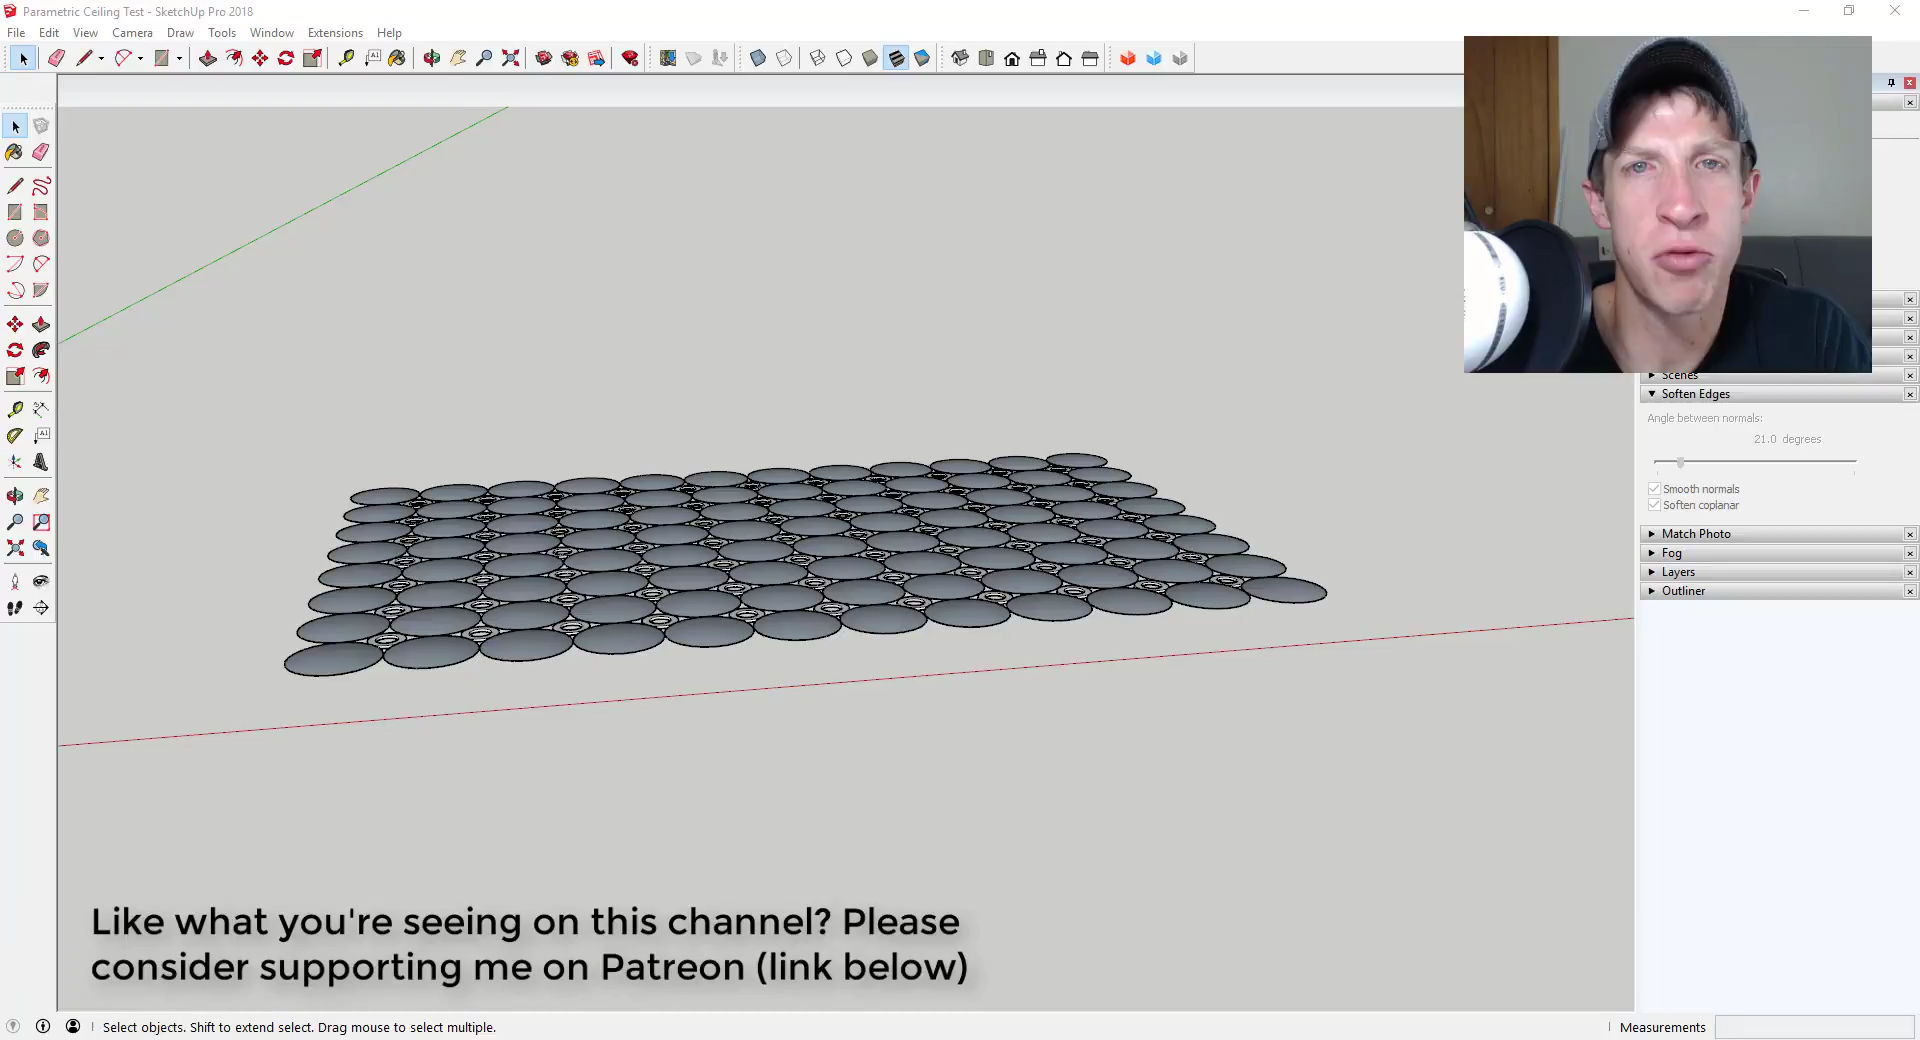 Parametric Ceiling Test - SketchUp Pro 2018
File Edit View Camera Draw Tools Window Extensions Help
Scenes
Soften Edges
Angle between normals:
21.0 degrees
Smooth normals
Soften coplanar
Match Photo
Fog
Layers
Outliner
Like what you're seeing on this channel? Please
consider supporting me on Patreon (link below)
Select objects. Shift to extend select. Drag mouse to select multiple.
Measurements